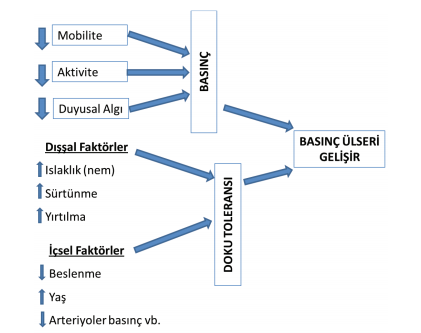 Mobilite
Aktivite
Duyusal Algı
BASINÇ
Dışsal Faktörler
Islaklık (nem)
Sürtünme
Yırtılma
İçsel Faktörler
Beslenme
Yaş
Arteriyoler basınç vb.
DOKU TOLERANSI
BASINÇ ÜLSERİ
GELİŞİR